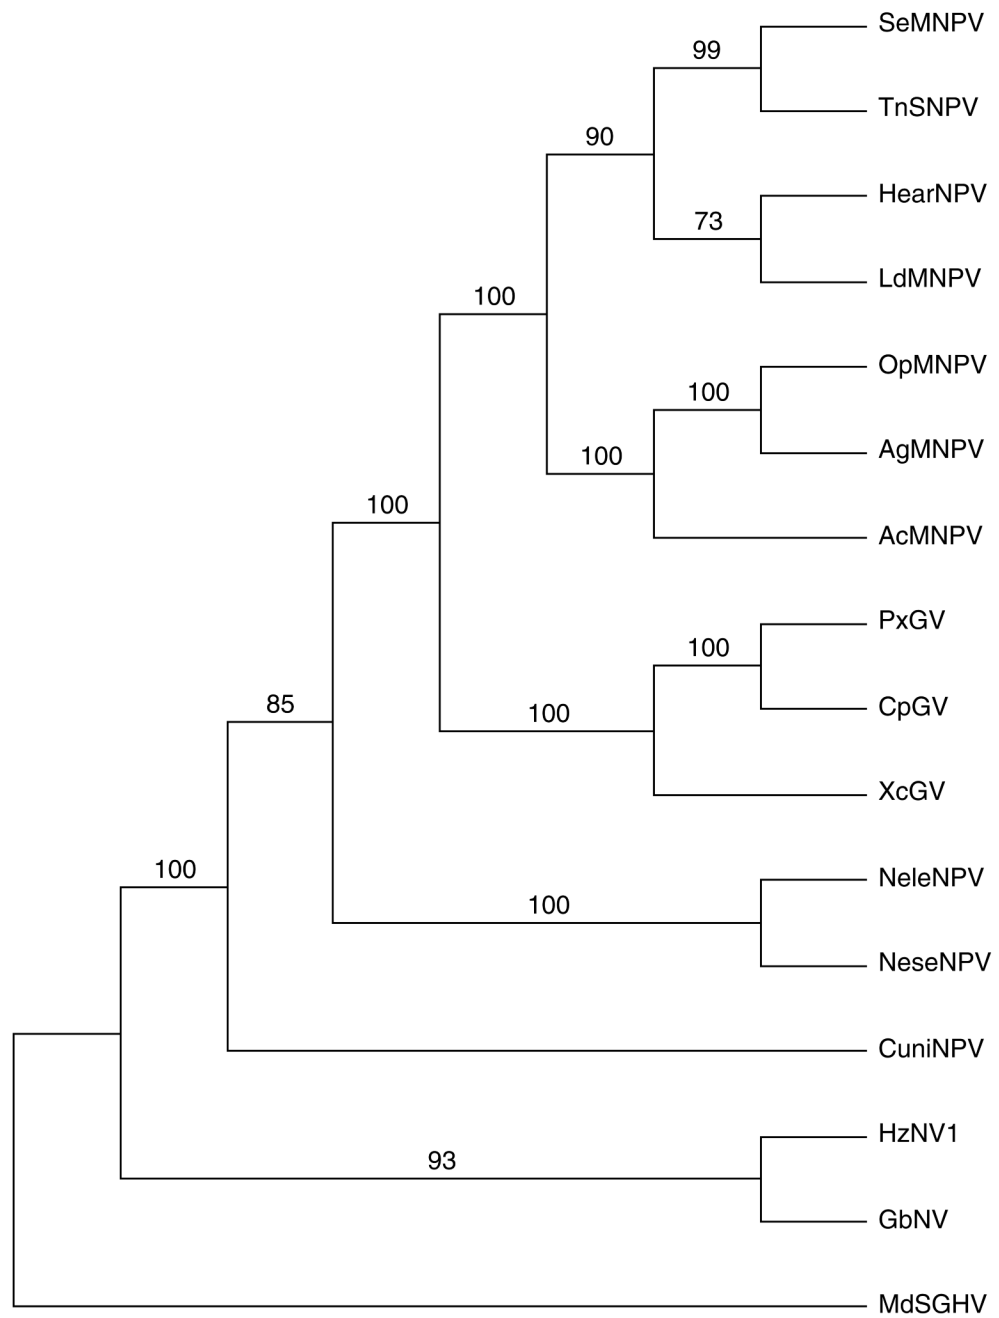 SeMNPV
99
TnSNPV
90
HearNPV
73
LdMNPV
100
OpMNPV
100
AgMNPV
100
100
AcMNPV
PxGV
100
CpGV
85
100
XcGV
100
NeleNPV
100
NeseNPV
CuniNPV
HzNV1
93
GbNV
MdSGHV